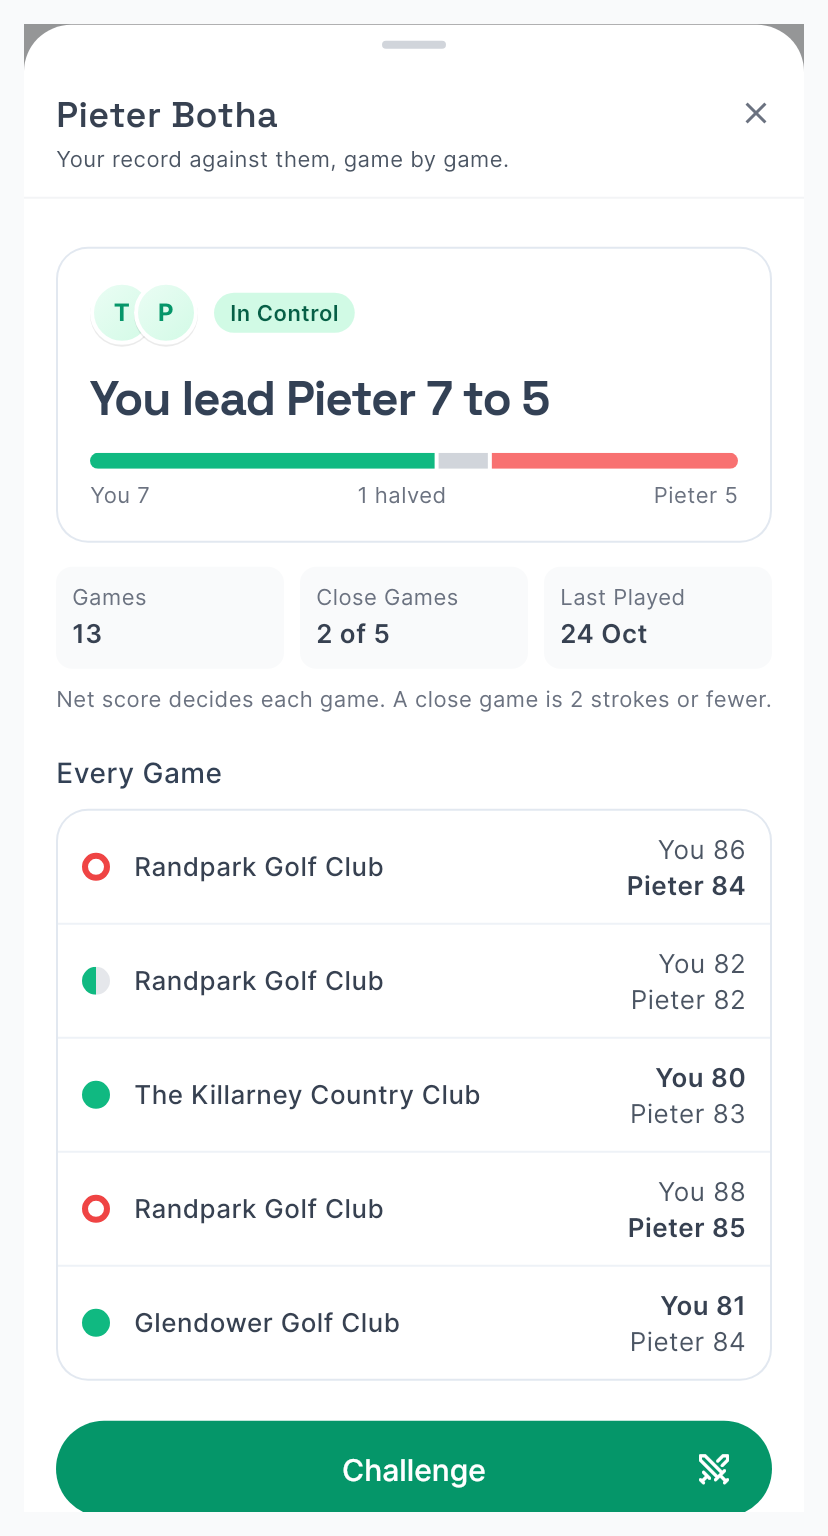 Pieter Botha
Your record against them, game by game.
T P In Control
You lead Pieter 7 to 5
You 7 1 halved Pieter 5
Games Close Games Last Played
13 2 of 5 24 Oct
Net score decides each game. A close game is 2 strokes or fewer.
Every Game
Randpark Golf Club
You 86
Pieter 84
Randpark Golf Club
You 82
Pieter 82
The Killarney Country Club
You 80
Pieter 83
Randpark Golf Club
You 88
Pieter 85
Glendower Golf Club
You 81
Pieter 84
Challenge